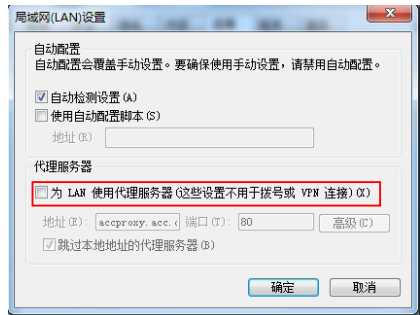 局域网(LAN)设置
自动配置
自动配置会覆盖手动设置。要确保使用手动设置，请禁用自动配置。
自动检测设置(A)
使用自动配置脚本(S)
地址(R)
代理服务器
为 LAN 使用代理服务器(这些设置不用于拨号或 VPN 连接)(X)
地址(E): accproxy.acc. 端口(T): 80 高级(C)
跳过本地地址的代理服务器(B)
确定 取消